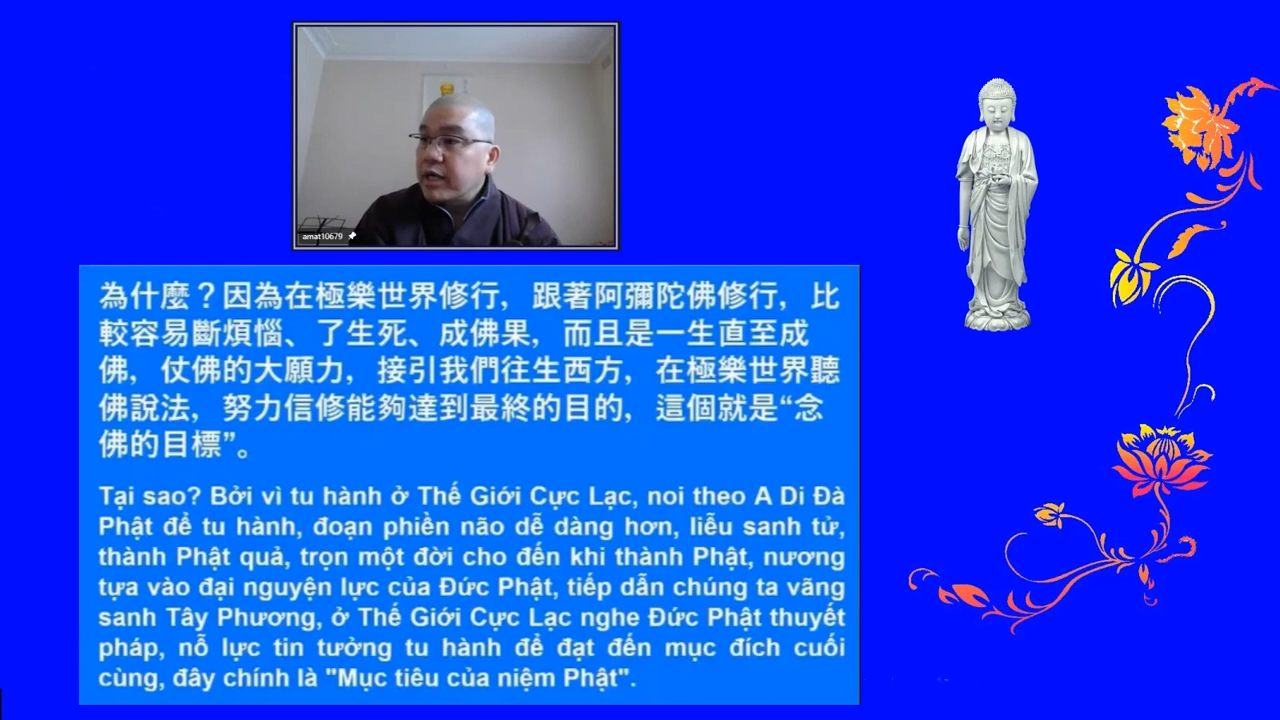 amat10679
為什麼？因為在極樂世界修行，跟著阿彌陀佛修行，比
較容易斷煩惱、了生死、成佛果，而且是一生直至成
佛，仗佛的大願力，接引我們往生西方，在極樂世界聽
佛說法，努力信修能夠達到最終的目的，這個就是“念
佛的目標”。
Tại sao? Bởi vì tu hành ở Thế Giới Cực Lạc, noi theo A Di Đà
Phật để tu hành, đoạn phiền não dễ dàng hơn, liễu sanh tử,
thành Phật quả, trọn một đời cho đến khi thành Phật, nương
tựa vào đại nguyện lực của Đức Phật, tiếp dẫn chúng ta vãng
sanh Tây Phương, ở Thế Giới Cực Lạc nghe Đức Phật thuyết
pháp, nỗ lực tin tưởng tu hành để đạt đến mục đích cuối
cùng, đây chính là "Mục tiêu của niệm Phật".